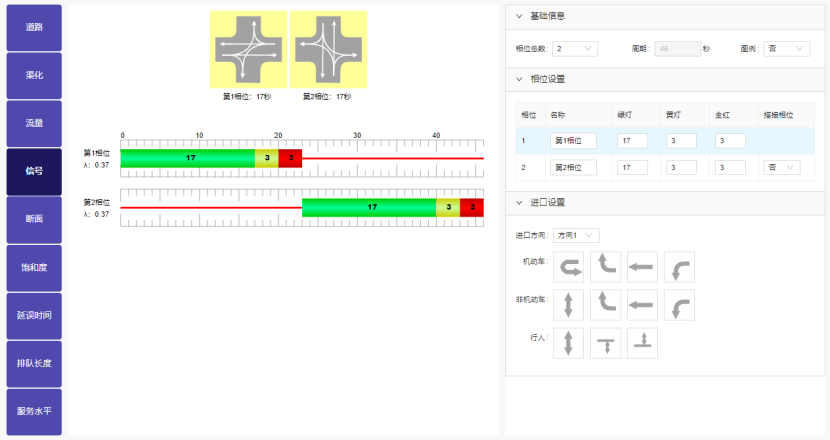 道路
渠化
流量
信号
断面
饱和度
延误时间
排队长度
服务水平
第1相位：17秒
第2相位：17秒
0 10 20 30 40
第1相位
λ: 0.37
17 3 3
第2相位
λ: 0.37
17 3 3
基础信息
相位总数: 2 周期: 46 秒 图例: 否
相位设置
相位 名称 绿灯 黄灯 全红 搭接相位
1 第1相位 17 3 3
2 第2相位 17 3 3 否
进口设置
进口方向: 方向1
机动车:
非机动车:
行人: